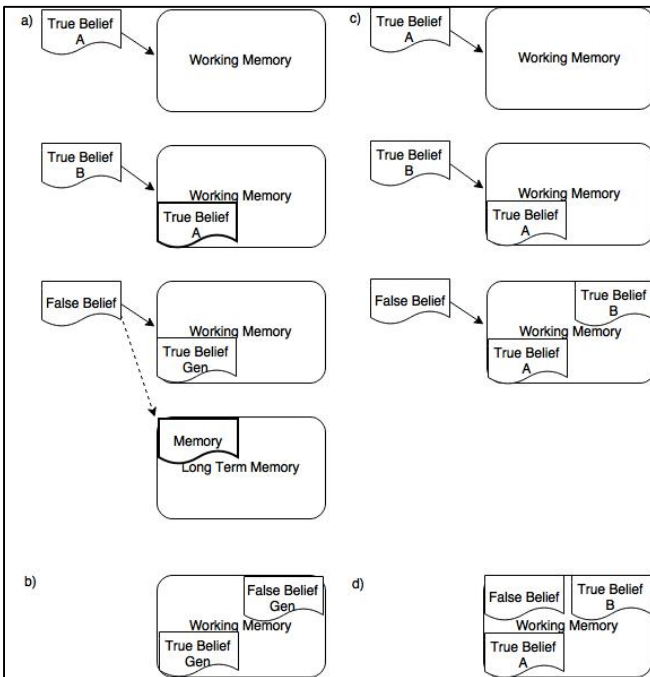 a)
True Belief
A
Working Memory
True Belief
B
Working Memory
True Belief
A
False Belief
Working Memory
True Belief
Gen
Memory
Long Term Memory
b)
False Belief
Gen
Working Memory
True Belief
Gen
c)
True Belief
A
Working Memory
True Belief
B
Working Memory
True Belief
A
False Belief
True Belief
B
Working Memory
True Belief
A
d)
False Belief
True Belief
B
Working Memory
True Belief
A